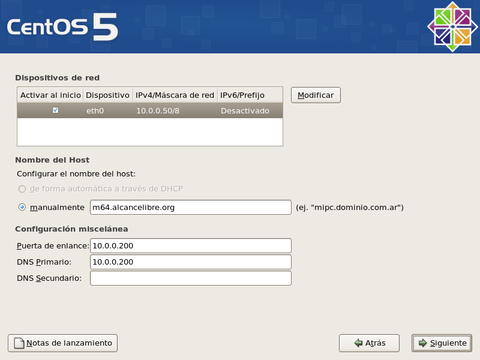 CentOS 5
Dispositivos de red
Activar al inicio Dispositivo IPv4/Máscara de red IPv6/Prefijo
eth0 10.0.0.50/8 Desactivado
Modificar
Nombre del Host
Configurar el nombre del host:
de forma automática a través de DHCP
manualmente m64.alcancelibre.org (ej. "mipc.dominio.com.ar")
Configuración miscelánea
Puerta de enlance: 10.0.0.200
DNS Primario: 10.0.0.200
DNS Secundario:
Notas de lanzamiento Atrás Siguiente